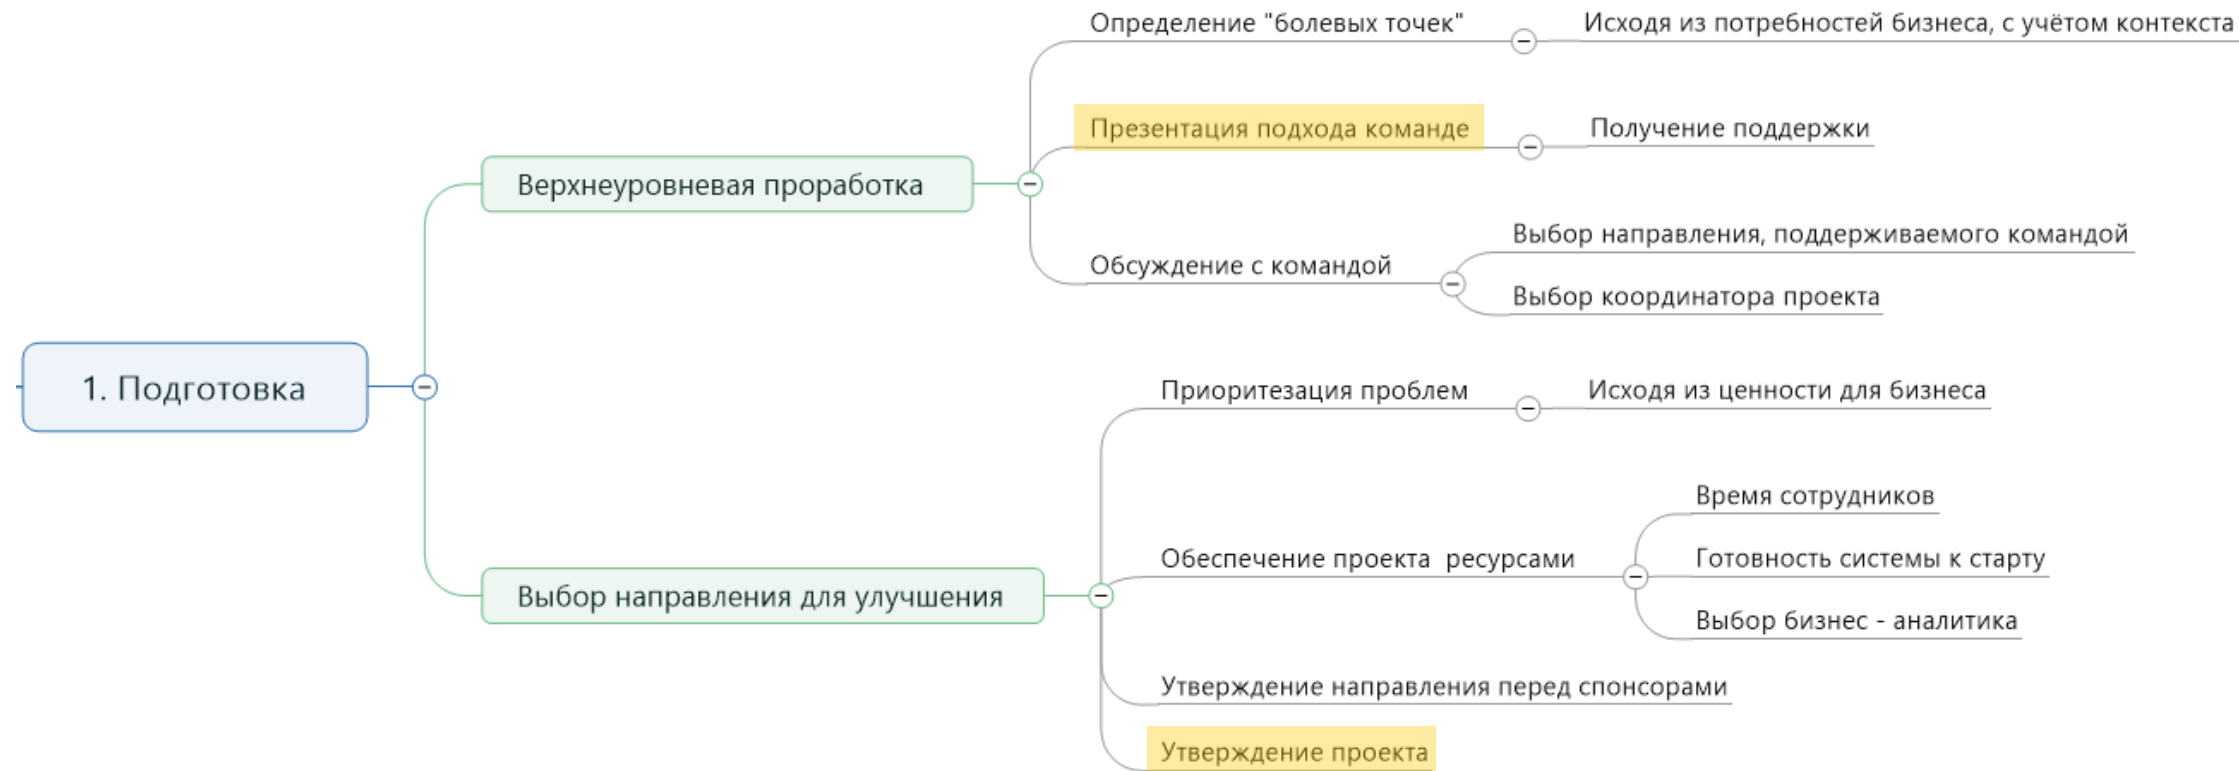 1. Подготовка
Верхнеуровневая проработка
Определение "болевых точек"
Исходя из потребностей бизнеса, с учётом контекста
Презентация подхода команде
Получение поддержки
Обсуждение с командой
Выбор направления, поддерживаемого командой
Выбор координатора проекта
Выбор направления для улучшения
Приоритезация проблем
Исходя из ценности для бизнеса
Обеспечение проекта  ресурсами
Время сотрудников
Готовность системы к старту
Выбор бизнес - аналитика
Утверждение направления перед спонсорами
Утверждение проекта